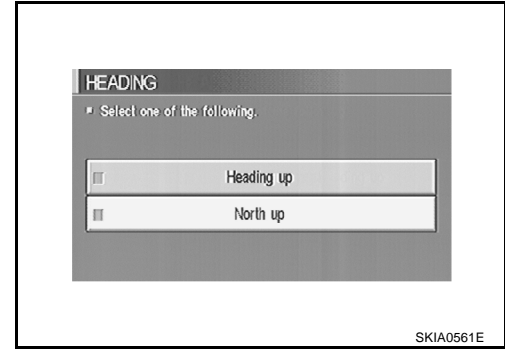 HEADING
Select one of the following.
Heading up
North up
SKIA0561E